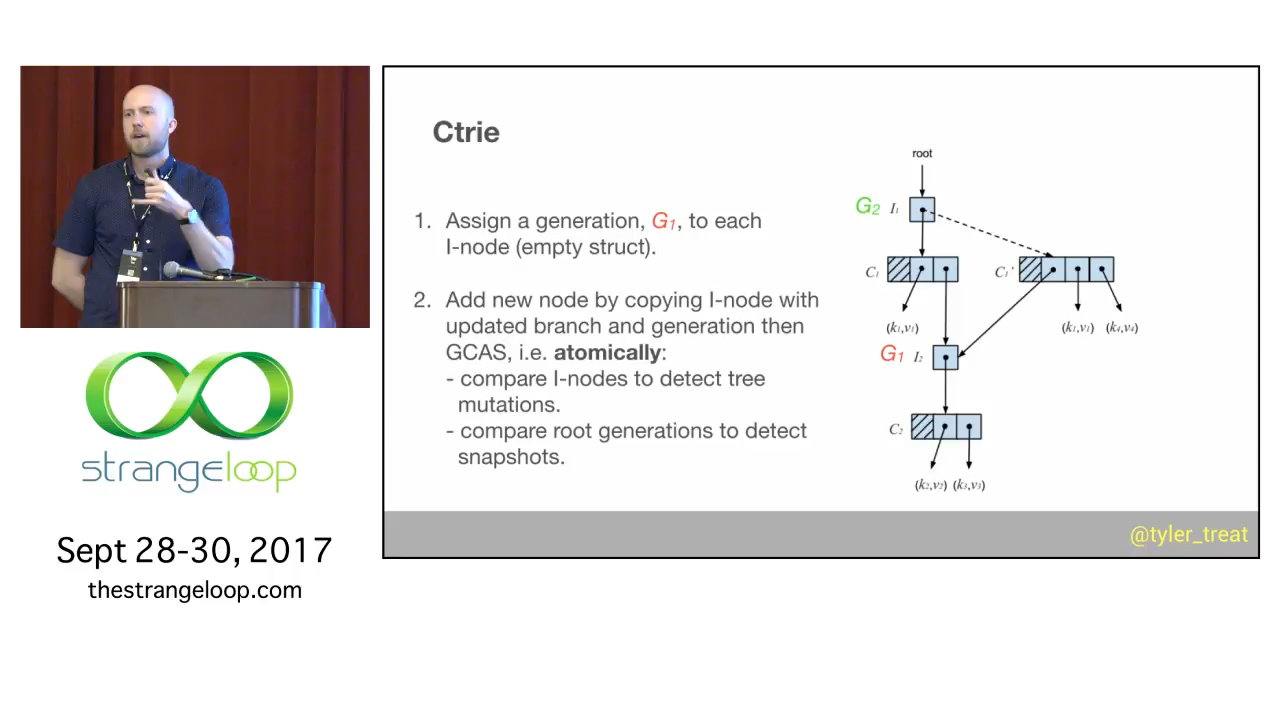 Ctrie
1. Assign a generation, G1, to each
I-node (empty struct).
2. Add new node by copying I-node with
updated branch and generation then
GCAS, i.e. atomically:
- compare I-nodes to detect tree
mutations.
- compare root generations to detect
snapshots.
root
G2 I1
C1
C1'
(k1,v1)
(k1,v1) (k4,v4)
G1 I2
C2
(k2,v2) (k3,v3)
@tyler_treat
strangeloop
Sept 28-30, 2017
thestrangeloop.com